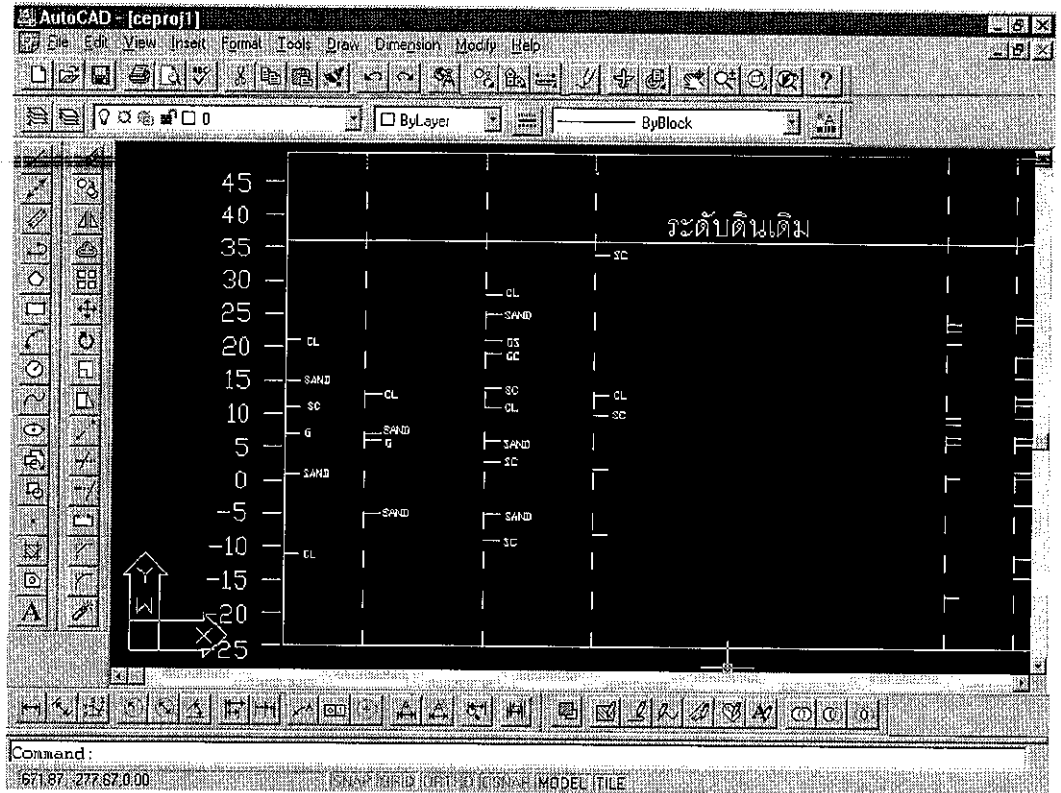 AutoCAD - [ceproj1]
File Edit View Insert Format Tools Draw Dimension Modify Help
0 ByLayer ByBlock
45
40
ระดับดินเดิม
35
SC
30
CL
25
SAND
20
CL
GS
GC
15
SAND
CL
SC
CL
10
SC
CL
SC
5
G
SAND
G
SAND
0
SAND
SC
-5
SAND
SAND
-10
CL
SC
-15
-20
-25
Y
W
X
Command:
671.87, -277.67,0.00 SNAP GRID ORTHO OSNAP MODEL TILE